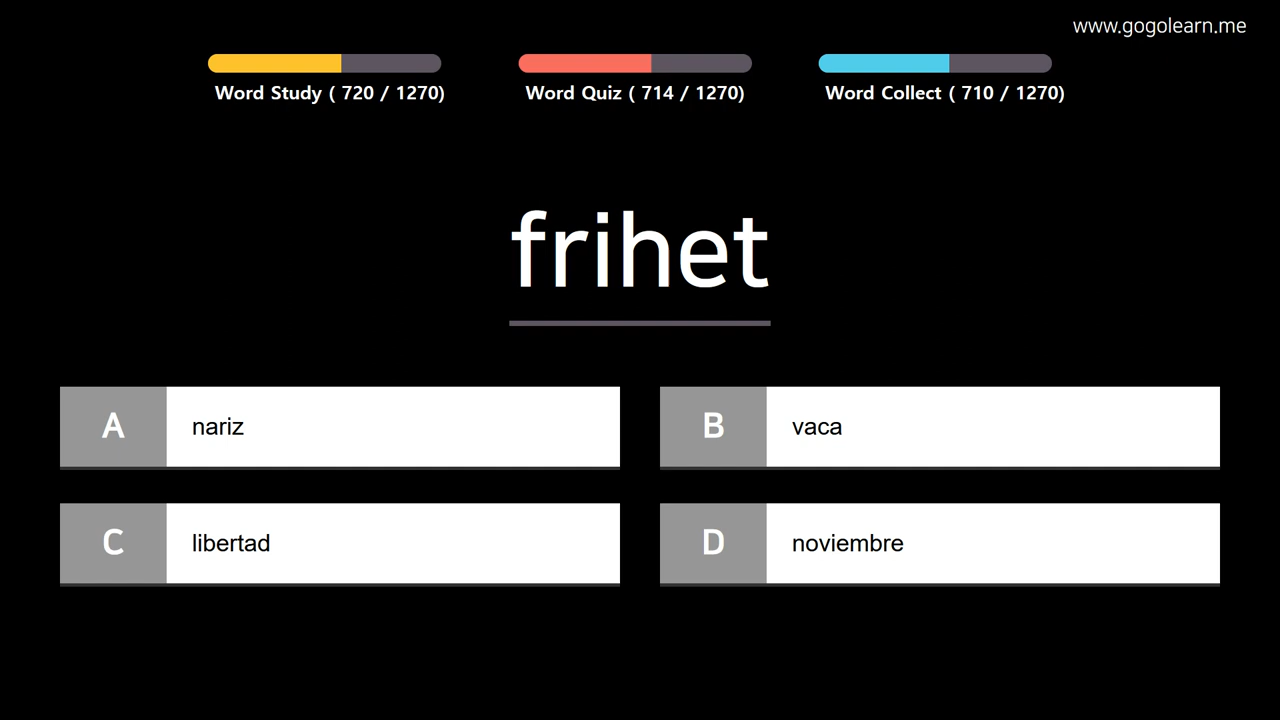 www.gogolearn.me
Word Study ( 720 / 1270)
Word Quiz ( 714 / 1270)
Word Collect ( 710 / 1270)
frihet
A nariz
B vaca
C libertad
D noviembre